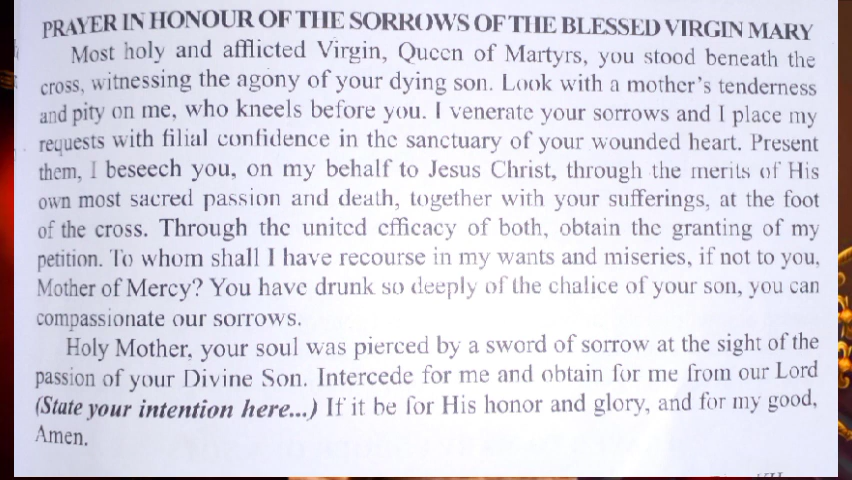 PRAYER IN HONOUR OF THE SORROWS OF THE BLESSED VIRGIN MARY
Most holy and afflicted Virgin, Queen of Martyrs, you stood beneath the
cross, witnessing the agony of your dying son. Look with a mother's tenderness
and pity on me, who kneels before you. I venerate your sorrows and I place my
requests with filial confidence in the sanctuary of your wounded heart. Present
them, I beseech you, on my behalf to Jesus Christ, through the merits of His
own most sacred passion and death, together with your sufferings, at the foot
of the cross. Through the united efficacy of both, obtain the granting of my
petition. To whom shall I have recourse in my wants and miseries, if not to you,
Mother of Mercy? You have drunk so deeply of the chalice of your son, you can
compassionate our sorrows.
Holy Mother, your soul was pierced by a sword of sorrow at the sight of the
passion of your Divine Son. Intercede for me and obtain for me from our Lord
(State your intention here...) If it be for His honor and glory, and for my good,
Amen.